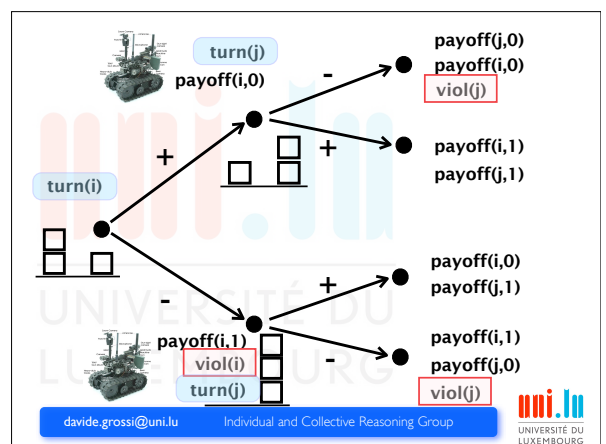 turn(j)
payoff(i,0)
-
payoff(j,0)
payoff(i,0)
viol(j)
+
+
payoff(i,1)
payoff(j,1)
turn(i)
-
+
payoff(i,0)
payoff(j,1)
UNIVERSITÉ DU
LUXEMBOURG
payoff(i,1)
viol(i)
turn(j)
-
payoff(i,1)
payoff(j,0)
viol(j)
davide.grossi@uni.lu Individual and Collective Reasoning Group
uni.lu
UNIVERSITÉ DU
LUXEMBOURG